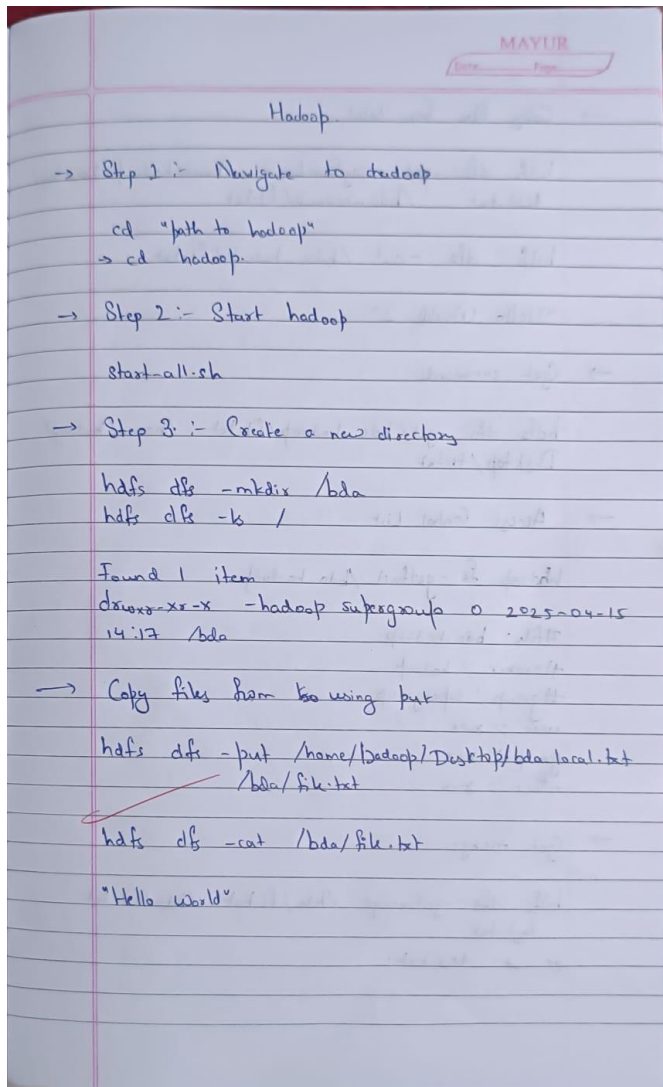 MAYUR
Date Page
Hadoop.
→ Step 1 :- Navigate to hadoop
cd "path to hadoop"
→ cd hadoop.
→ Step 2 :- Start hadoop
start-all.sh
→ Step 3. :- Create a new directory
hdfs dfs -mkdir /bda
hdfs dfs -ls /
Found 1 item
drwxr-xr-x -hadoop supergroup 0 2025-04-15
14:17 /bda
→ Copy files from using put
hdfs dfs -put /home/hadoop/Desktop/bda local.txt
/bda/file.txt
hdfs dfs -cat /bda/file.txt
"Hello World"